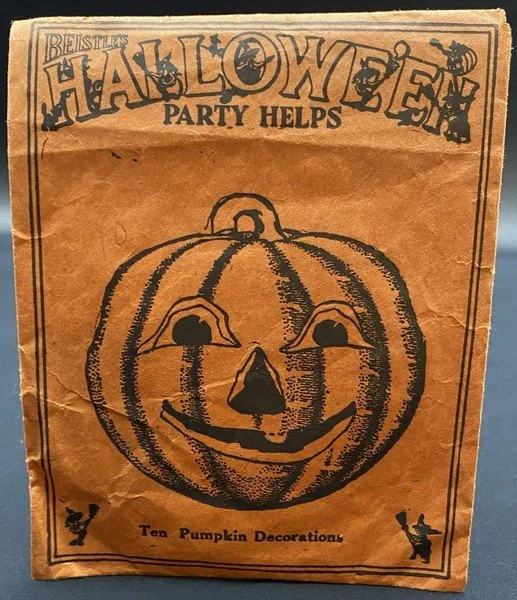 BEISTLE'S
HALLOWE'EN
PARTY HELPS
Ten Pumpkin Decorations